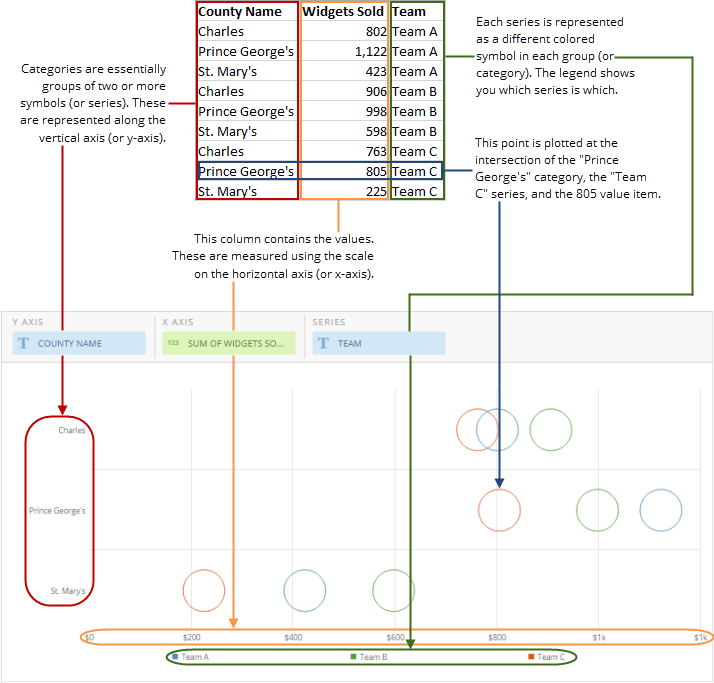 County Name Widgets Sold Team
Charles 802 Team A
Prince George's 1,122 Team A
St. Mary's 423 Team A
Charles 906 Team B
Prince George's 998 Team B
St. Mary's 598 Team B
Charles 763 Team C
Prince George's 805 Team C
St. Mary's 225 Team C
Categories are essentially
groups of two or more
symbols (or series). These
are represented along the
vertical axis (or y-axis).
Each series is represented
as a different colored
symbol in each group (or
category). The legend shows
you which series is which.
This point is plotted at the
intersection of the "Prince
George's" category, the "Team
C" series, and the 805 value item.
This column contains the values.
These are measured using the scale
on the horizontal axis (or x-axis).
Y AXIS X AXIS SERIES
T COUNTY NAME 123 SUM OF WIDGETS SO... T TEAM
Charles
Prince George's
St. Mary's
$0 $200 $400 $600 $800 $1k $1k
Team A Team B Team C